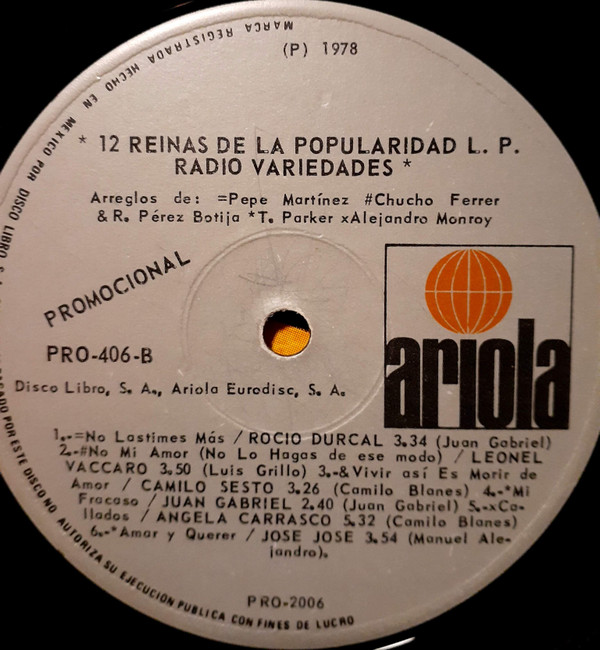 MARCA REGISTRADA HECHO EN MEXICO POR DISCO LIBRO S.A.
(P) 1978
* 12 REINAS DE LA POPULARIDAD L. P.
RADIO VARIEDADES *
Arreglos de: =Pepe Martínez #Chucho Ferrer
& R. Pérez Botija *T. Parker xAlejandro Monroy
PROMOCIONAL
ariola
PRO-406-B
Disco Libro, S. A., Ariola Eurodisc, S. A.
1.-=No Lastimes Más / ROCIO DURCAL 3.34 (Juan Gabriel)
2.-#No Mi Amor (No Lo Hagas de ese modo) / LEONEL
VACCARO 3.50 (Luis Grillo) 3.-&Vivir así Es Morir de
Amor / CAMILO SESTO 3.26 (Camilo Blanes) 4.-*Mi
Fracaso / JUAN GABRIEL 2.40 (Juan Gabriel) 5.-xCa-
llados / ANGELA CARRASCO 5.32 (Camilo Blanes)
6.-*Amar y Querer / JOSE JOSE 3.54 (Manuel Ale-
jandro).
PRO-2006
POR ESTE DISCO NO AUTORIZA SU EJECUCION PUBLICA CON FINES DE LUCRO